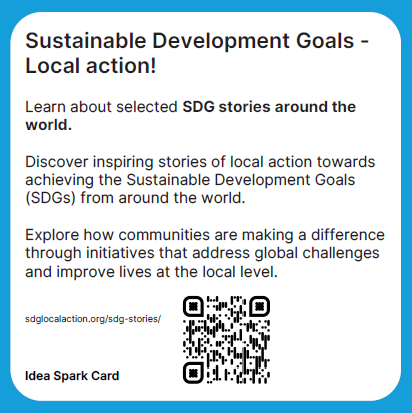 Sustainable Development Goals -
Local action!
Learn about selected SDG stories around the
world.
Discover inspiring stories of local action towards
achieving the Sustainable Development Goals
(SDGs) from around the world.
Explore how communities are making a difference
through initiatives that address global challenges
and improve lives at the local level.
sdglocalaction.org/sdg-stories/
Idea Spark Card